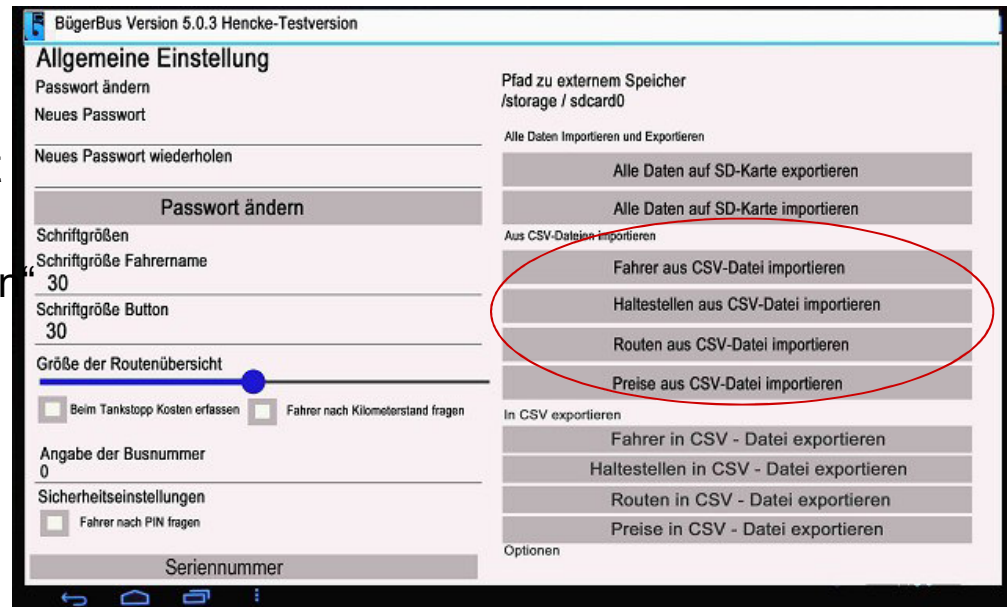 BügerBus Version 5.0.3 Hencke-Testversion
Allgemeine Einstellung
Passwort ändern
Neues Passwort
Neues Passwort wiederholen
Passwort ändern
Schriftgrößen
Schriftgröße Fahrername
30
Schriftgröße Button
30
Größe der Routenübersicht
Beim Tankstopp Kosten erfassen
Fahrer nach Kilometerstand fragen
Angabe der Busnummer
0
Sicherheitseinstellungen
Fahrer nach PIN fragen
Seriennummer
Pfad zu externem Speicher
/storage / sdcard0
Alle Daten Importieren und Exportieren
Alle Daten auf SD-Karte exportieren
Alle Daten auf SD-Karte importieren
Aus CSV-Dateien importieren
Fahrer aus CSV-Datei importieren
Haltestellen aus CSV-Datei importieren
Routen aus CSV-Datei importieren
Preise aus CSV-Datei importieren
In CSV exportieren
Fahrer in CSV - Datei exportieren
Haltestellen in CSV - Datei exportieren
Routen in CSV - Datei exportieren
Preise in CSV - Datei exportieren
Optionen